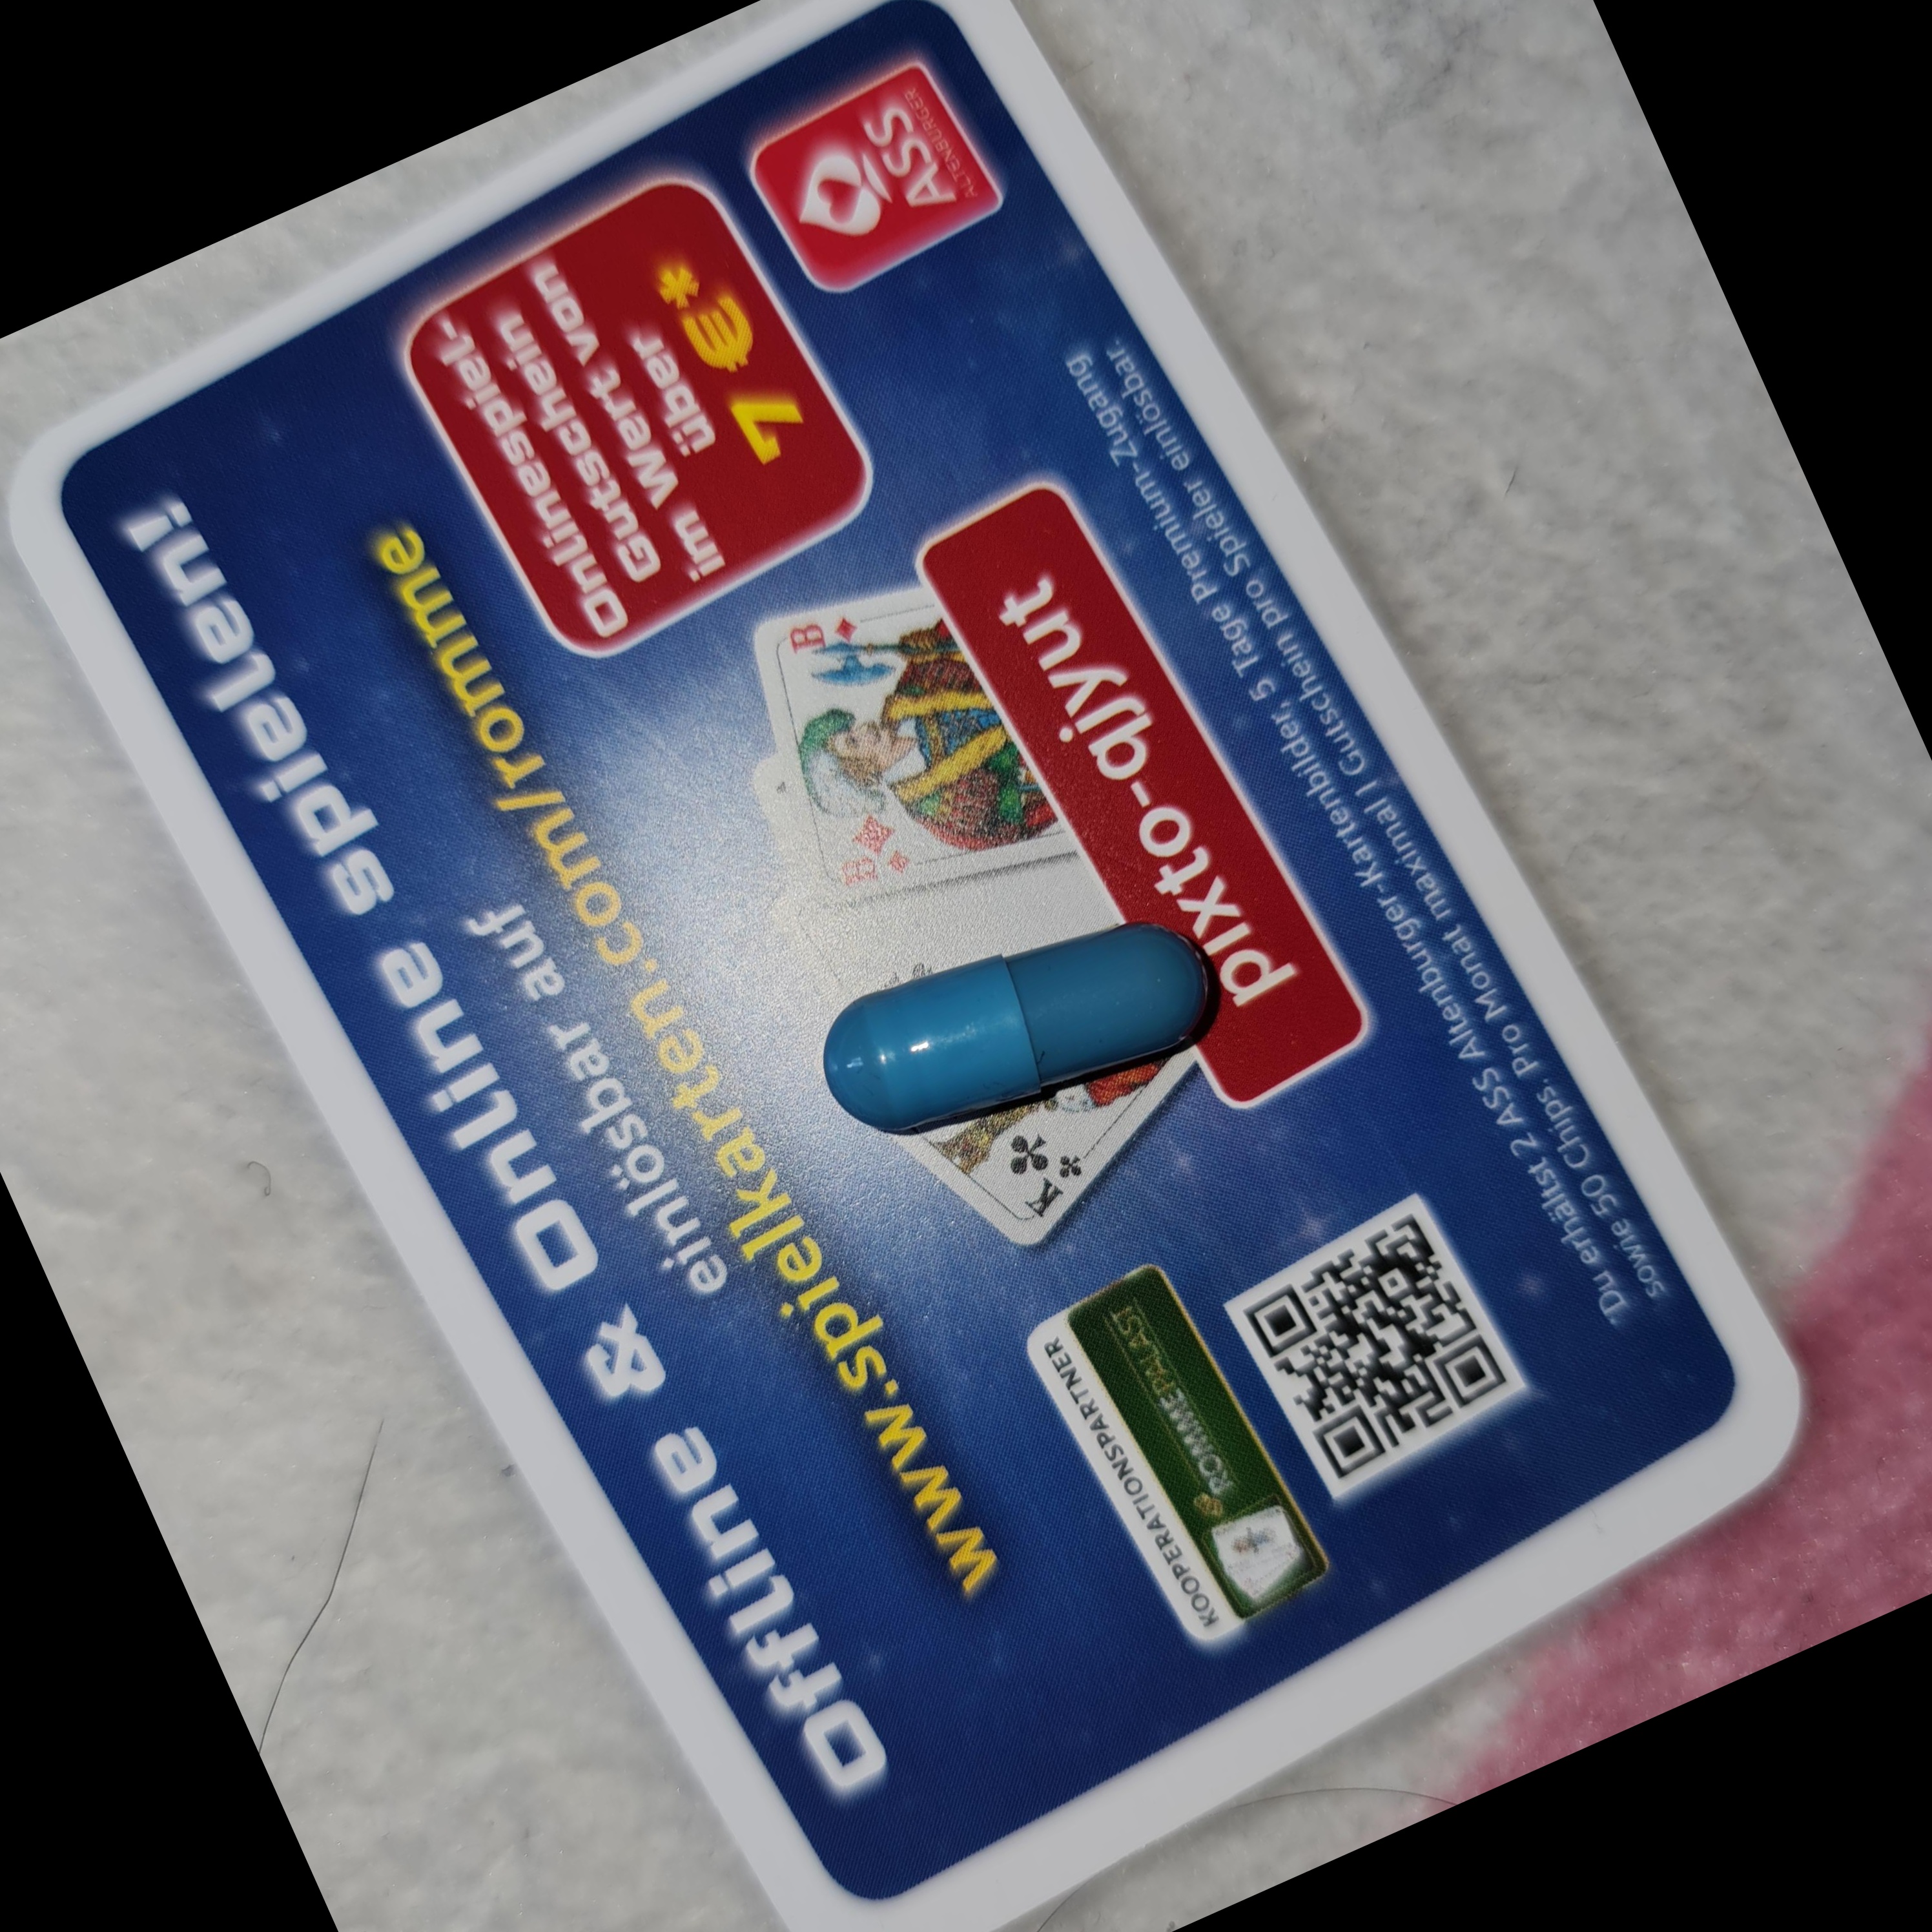 Offline & Online spielen!
einlösbar auf
www.spielkarten.com/romme
Onlinespiel-
Gutschein
im Wert von
über
7 €*
KOOPERATIONSPARTNER
ROMMÉPALAST
B
B
K
pixto-qjyut
ASS
ALTENBURGER
*Du erhältst 2 ASS Altenburger-Kartenbilder, 5 Tage Premium-Zugang
sowie 50 Chips. Pro Monat maximal 1 Gutschein pro Spieler einlösbar.